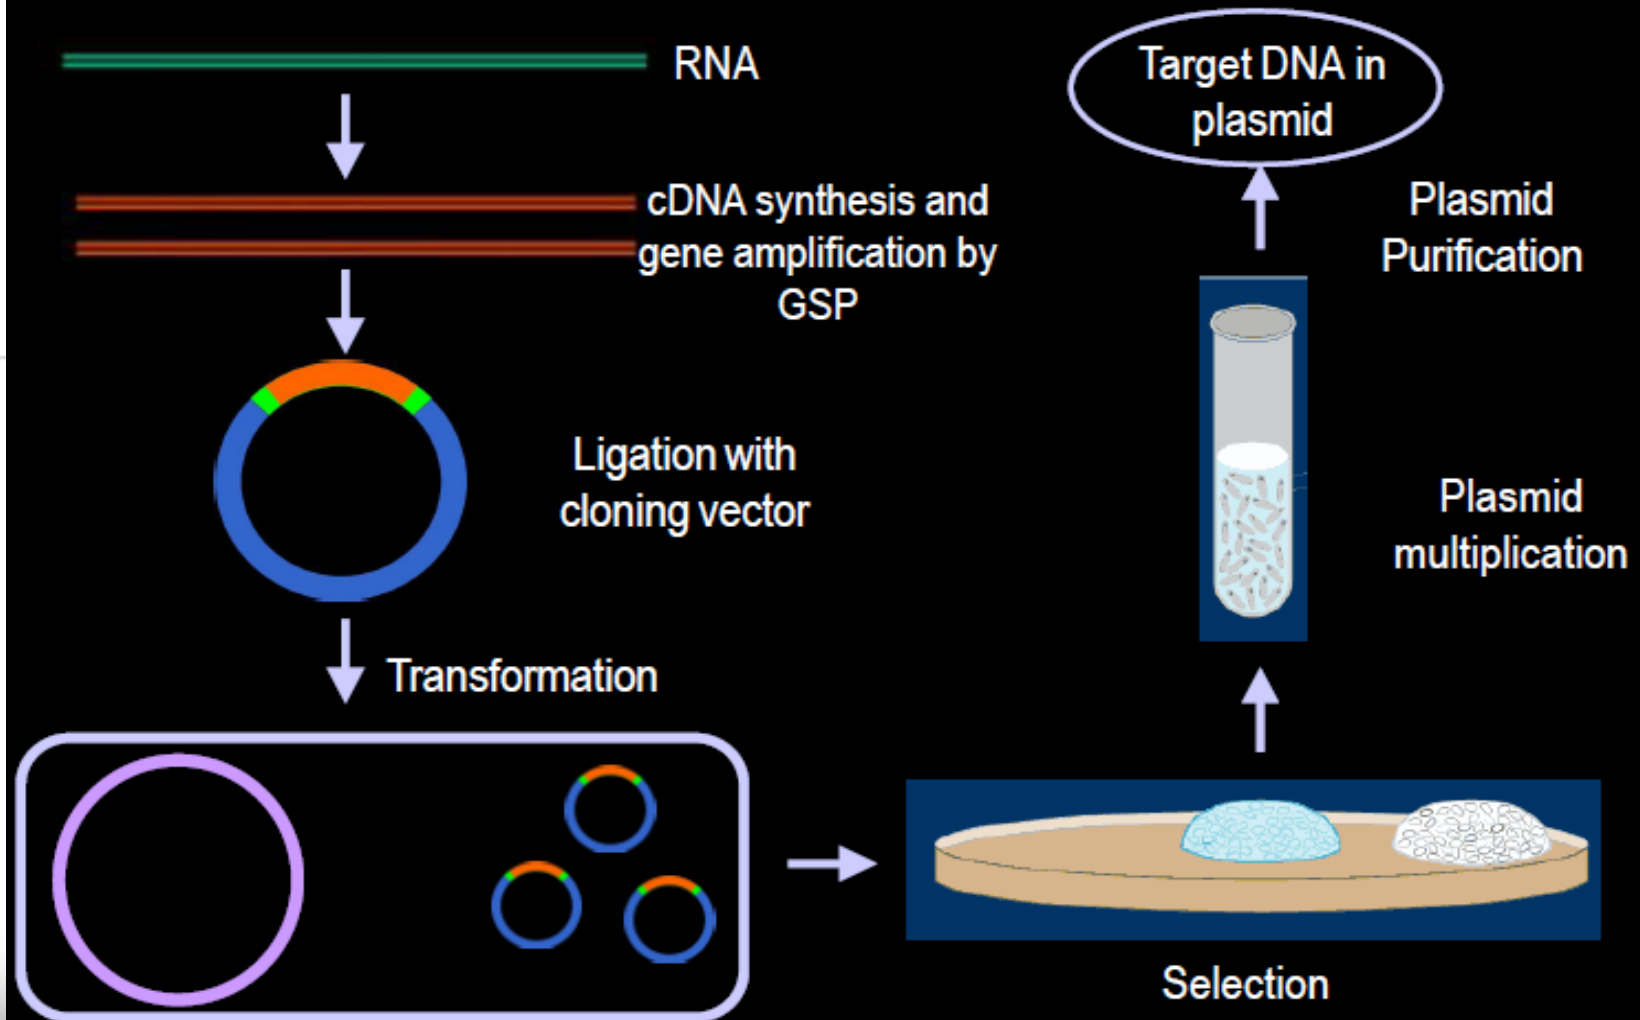 RNA
cDNA synthesis and
gene amplification by
GSP
Ligation with
cloning vector
Transformation
Selection
Plasmid
multiplication
Plasmid
Purification
Target DNA in
plasmid